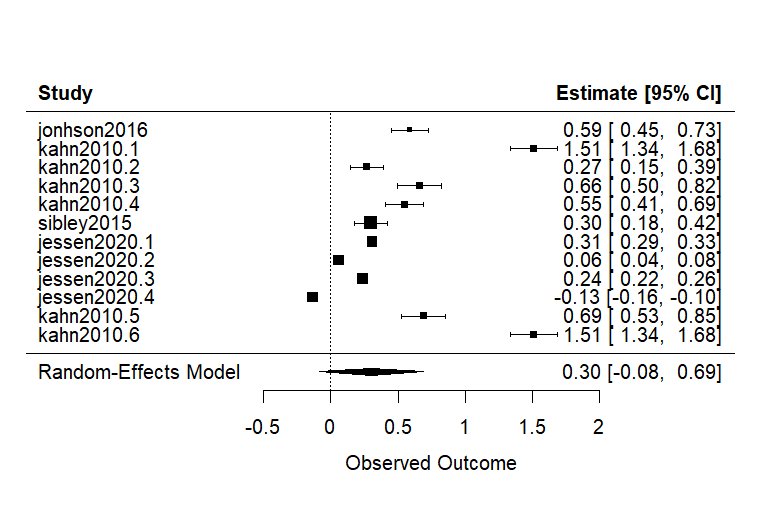 Study Estimate [95% CI]
jonhson2016 0.59 [ 0.45, 0.73]
kahn2010.1 1.51 [ 1.34, 1.68]
kahn2010.2 0.27 [ 0.15, 0.39]
kahn2010.3 0.66 [ 0.50, 0.82]
kahn2010.4 0.55 [ 0.41, 0.69]
sibley2015 0.30 [ 0.18, 0.42]
jessen2020.1 0.31 [ 0.29, 0.33]
jessen2020.2 0.06 [ 0.04, 0.08]
jessen2020.3 0.24 [ 0.22, 0.26]
jessen2020.4 -0.13 [-0.16, -0.10]
kahn2010.5 0.69 [ 0.53, 0.85]
kahn2010.6 1.51 [ 1.34, 1.68]
Random-Effects Model 0.30 [-0.08, 0.69]
-0.5 0 0.5 1 1.5 2
Observed Outcome